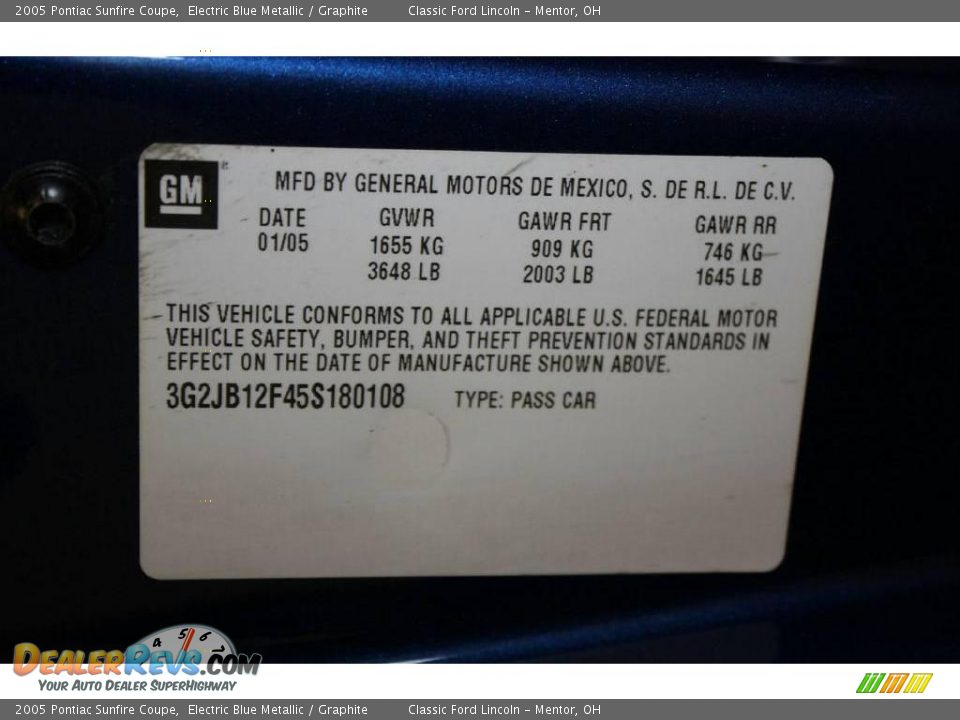 2005 Pontiac Sunfire Coupe, Electric Blue Metallic / Graphite Classic Ford Lincoln - Mentor, OH
GM ®
MFD BY GENERAL MOTORS DE MEXICO, S. DE R.L. DE C.V.
DATE GVWR GAWR FRT GAWR RR
01/05 1655 KG 909 KG 746 KG
3648 LB 2003 LB 1645 LB
THIS VEHICLE CONFORMS TO ALL APPLICABLE U.S. FEDERAL MOTOR
VEHICLE SAFETY, BUMPER, AND THEFT PREVENTION STANDARDS IN
EFFECT ON THE DATE OF MANUFACTURE SHOWN ABOVE.
3G2JB12F45S180108 TYPE: PASS CAR
4 5 6 7
DEALERREVS.COM
YOUR AUTO DEALER SUPERHIGHWAY
2005 Pontiac Sunfire Coupe, Electric Blue Metallic / Graphite Classic Ford Lincoln - Mentor, OH